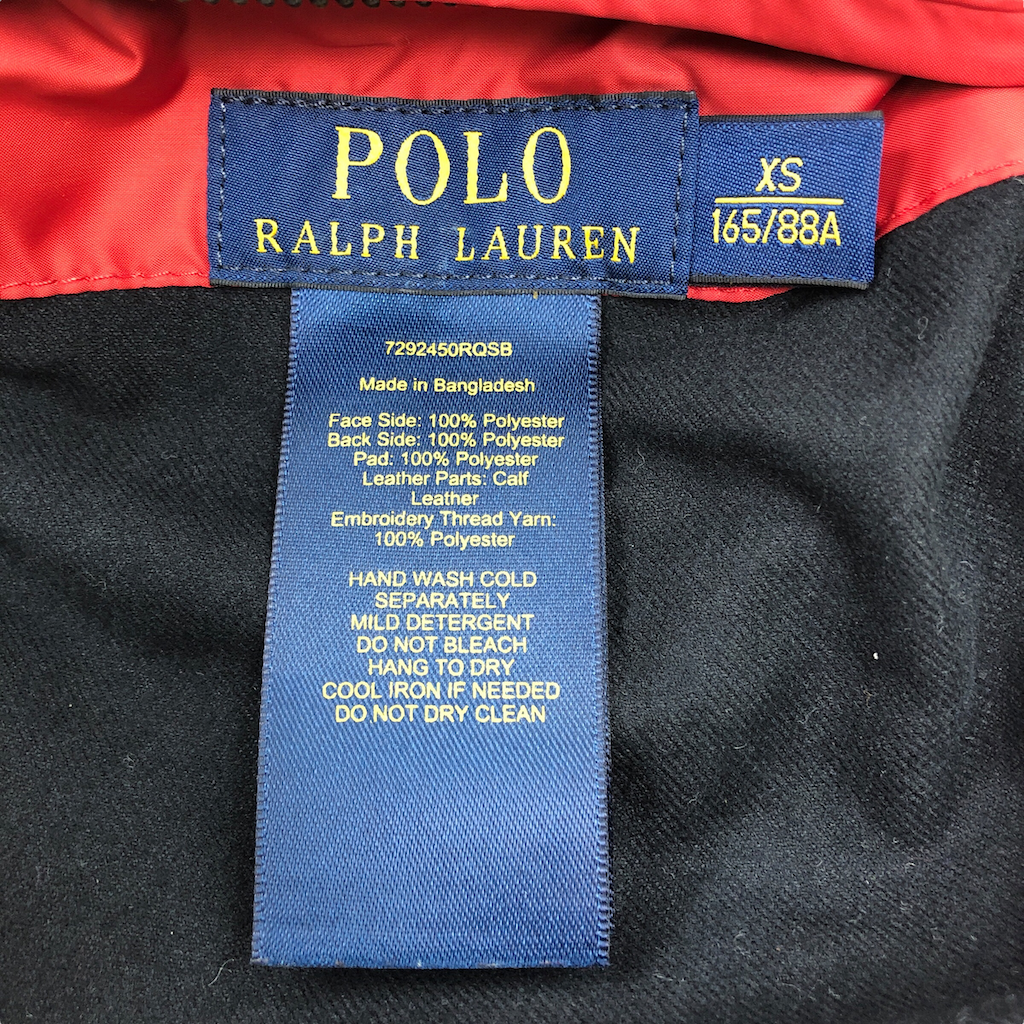 POLO
RALPH LAUREN
XS
165/88A
7292450RQSB
Made in Bangladesh
Face Side: 100% Polyester
Back Side: 100% Polyester
Pad: 100% Polyester
Leather Parts: Calf
Leather
Embroidery Thread Yarn:
100% Polyester
HAND WASH COLD
SEPARATELY
MILD DETERGENT
DO NOT BLEACH
HANG TO DRY
COOL IRON IF NEEDED
DO NOT DRY CLEAN